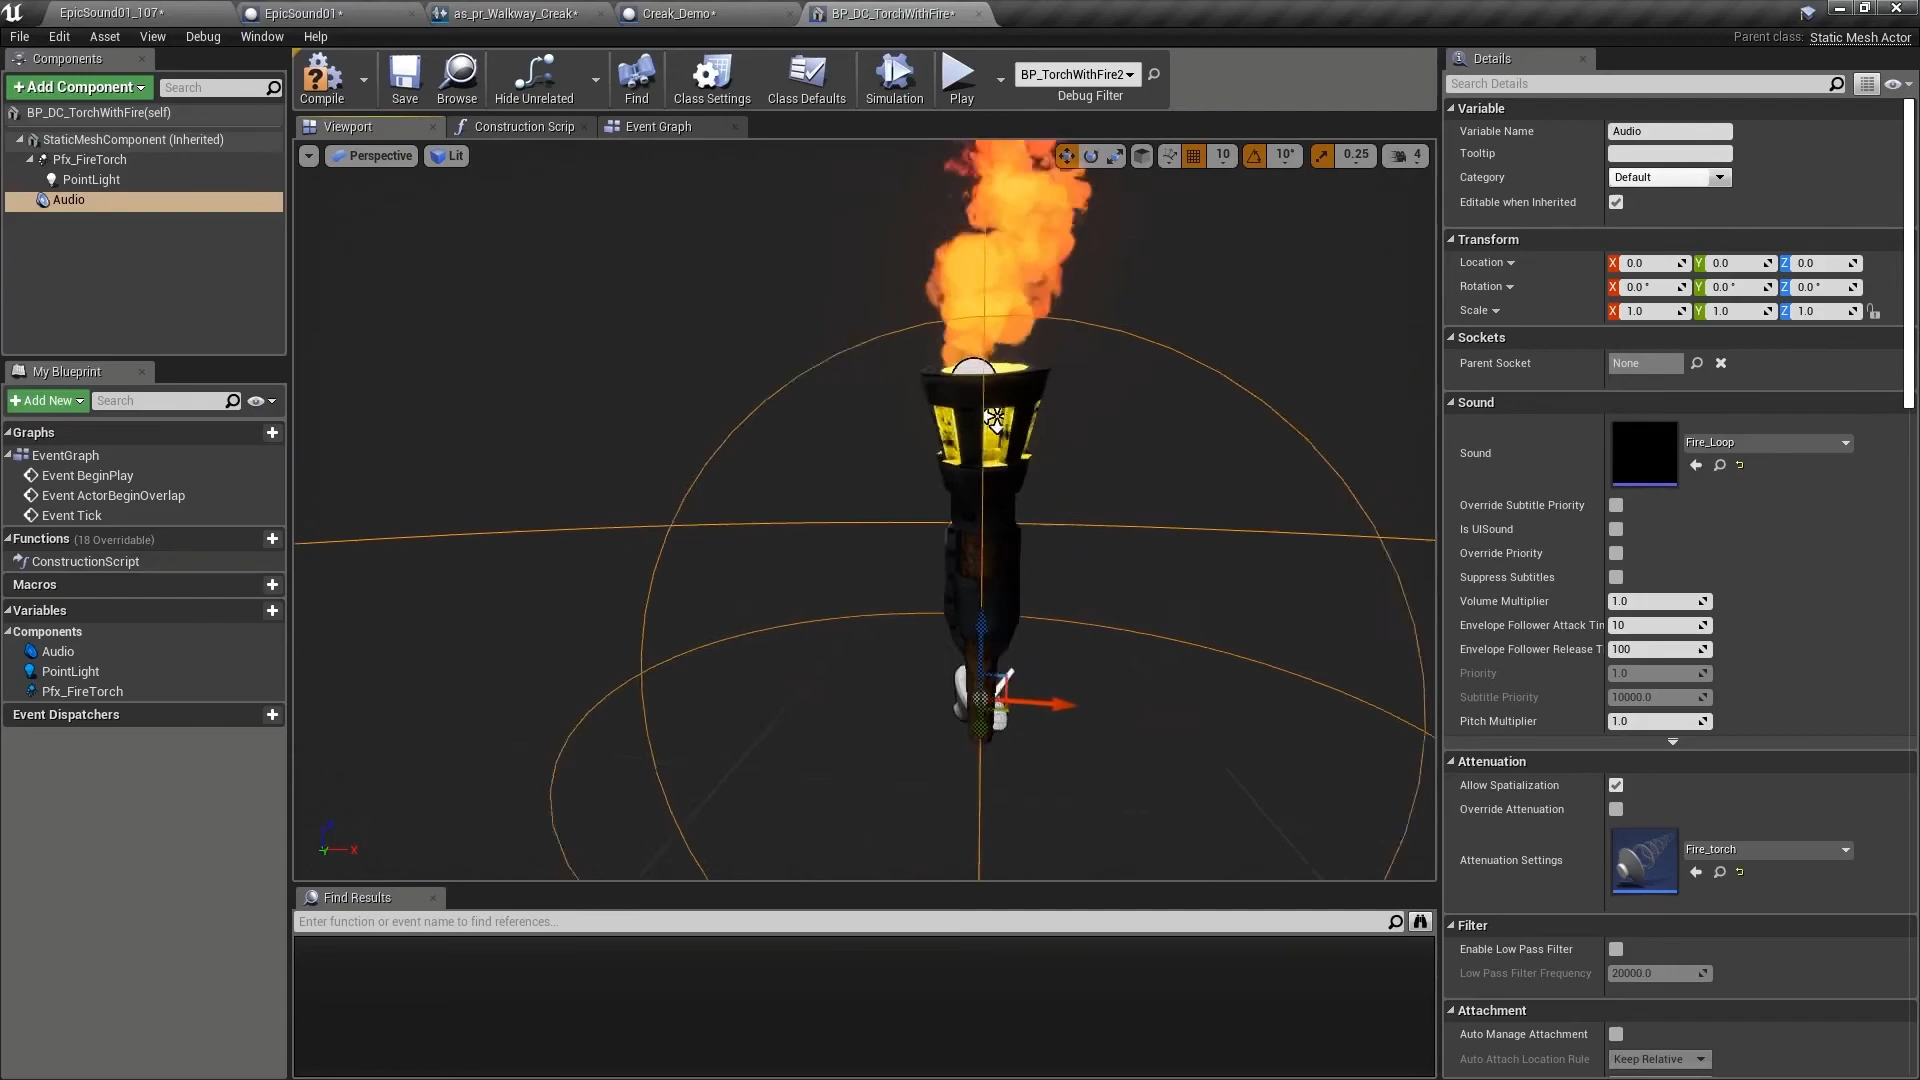 EpicSound01_107*
EpicSound01*
as_pr_Walkway_Creak*
Creak_Demo*
BP_DC_TorchWithFire*
File Edit Asset View Debug Window Help
Parent class: Static Mesh Actor
Components
+Add Component
Search
BP_DC_TorchWithFire(self)
StaticMeshComponent (Inherited)
Pfx_FireTorch
PointLight
Audio
My Blueprint
+Add New
Search
Graphs
EventGraph
Event BeginPlay
Event ActorBeginOverlap
Event Tick
Functions (18 Overridable)
ConstructionScript
Macros
Variables
Components
Audio
PointLight
Pfx_FireTorch
Event Dispatchers
Compile
Save
Browse
Hide Unrelated
Find
Class Settings
Class Defaults
Simulation
Play
BP_TorchWithFire2
Debug Filter
Viewport
Construction Scrip
Event Graph
Perspective
Lit
10
10°
0.25
4
X
Find Results
Enter function or event name to find references...
Details
Search Details
Variable
Variable Name Audio
Tooltip
Category Default
Editable when Inherited
Transform
Location X 0.0 Y 0.0 Z 0.0
Rotation X 0.0 ° Y 0.0 ° Z 0.0 °
Scale X 1.0 Y 1.0 Z 1.0
Sockets
Parent Socket None
Sound
Sound Fire_Loop
Override Subtitle Priority
Is UISound
Override Priority
Suppress Subtitles
Volume Multiplier 1.0
Envelope Follower Attack Tin 10
Envelope Follower Release T 100
Priority 1.0
Subtitle Priority 10000.0
Pitch Multiplier 1.0
Attenuation
Allow Spatialization
Override Attenuation
Attenuation Settings Fire_torch
Filter
Enable Low Pass Filter
Low Pass Filter Frequency 20000.0
Attachment
Auto Manage Attachment
Auto Attach Location Rule Keep Relative